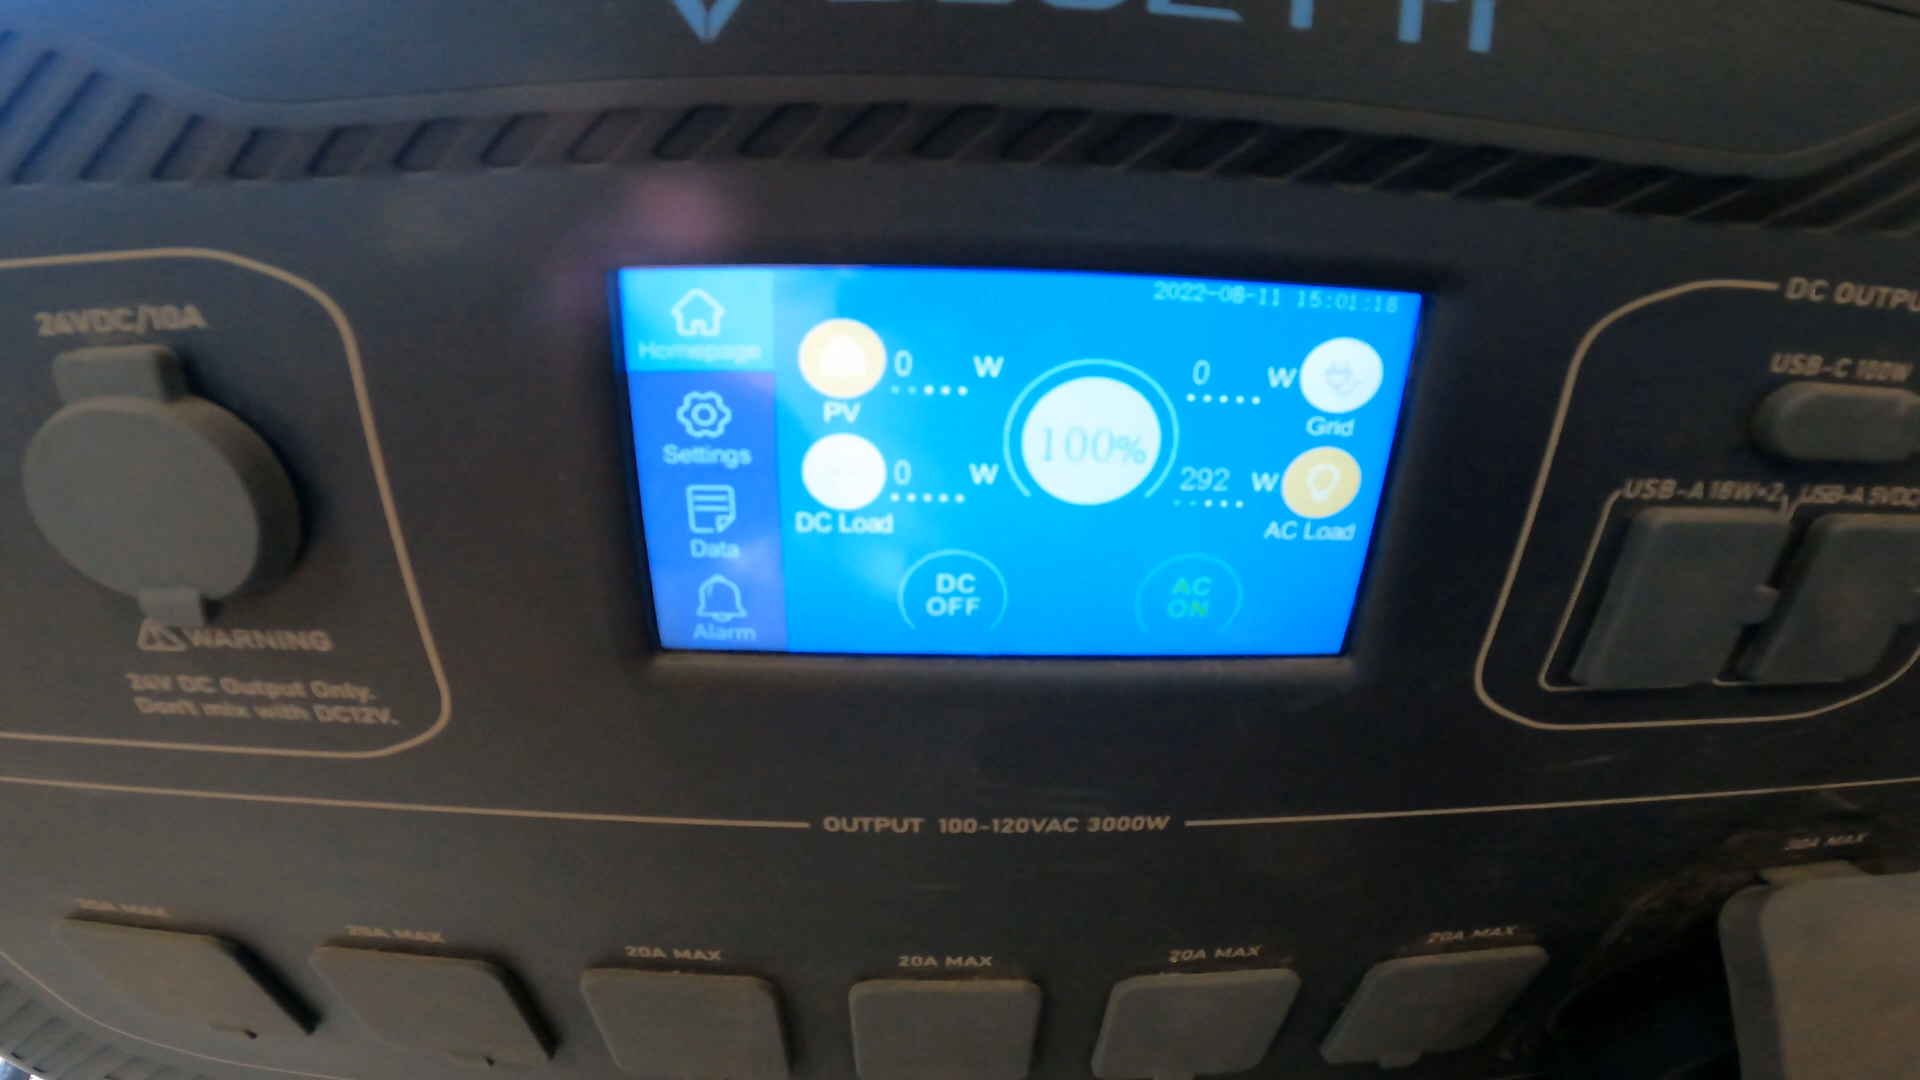 24VDC/10A
WARNING
24V DC Output Only.
Don't mix with DC12V.
Homepage
Settings
Data
Alarm
2022-08-11 15:01:18
0 W
PV
0 W
DC Load
100%
0 W
Grid
292 W
AC Load
DC
OFF
AC
ON
DC
USB-C 100W
USB-A 18W×2
USB-A 5VDC
OUTPUT 100-120VAC 3000W
20A MAX
20A MAX
20A MAX
20A MAX
20A MAX
20A MAX
30A MAX